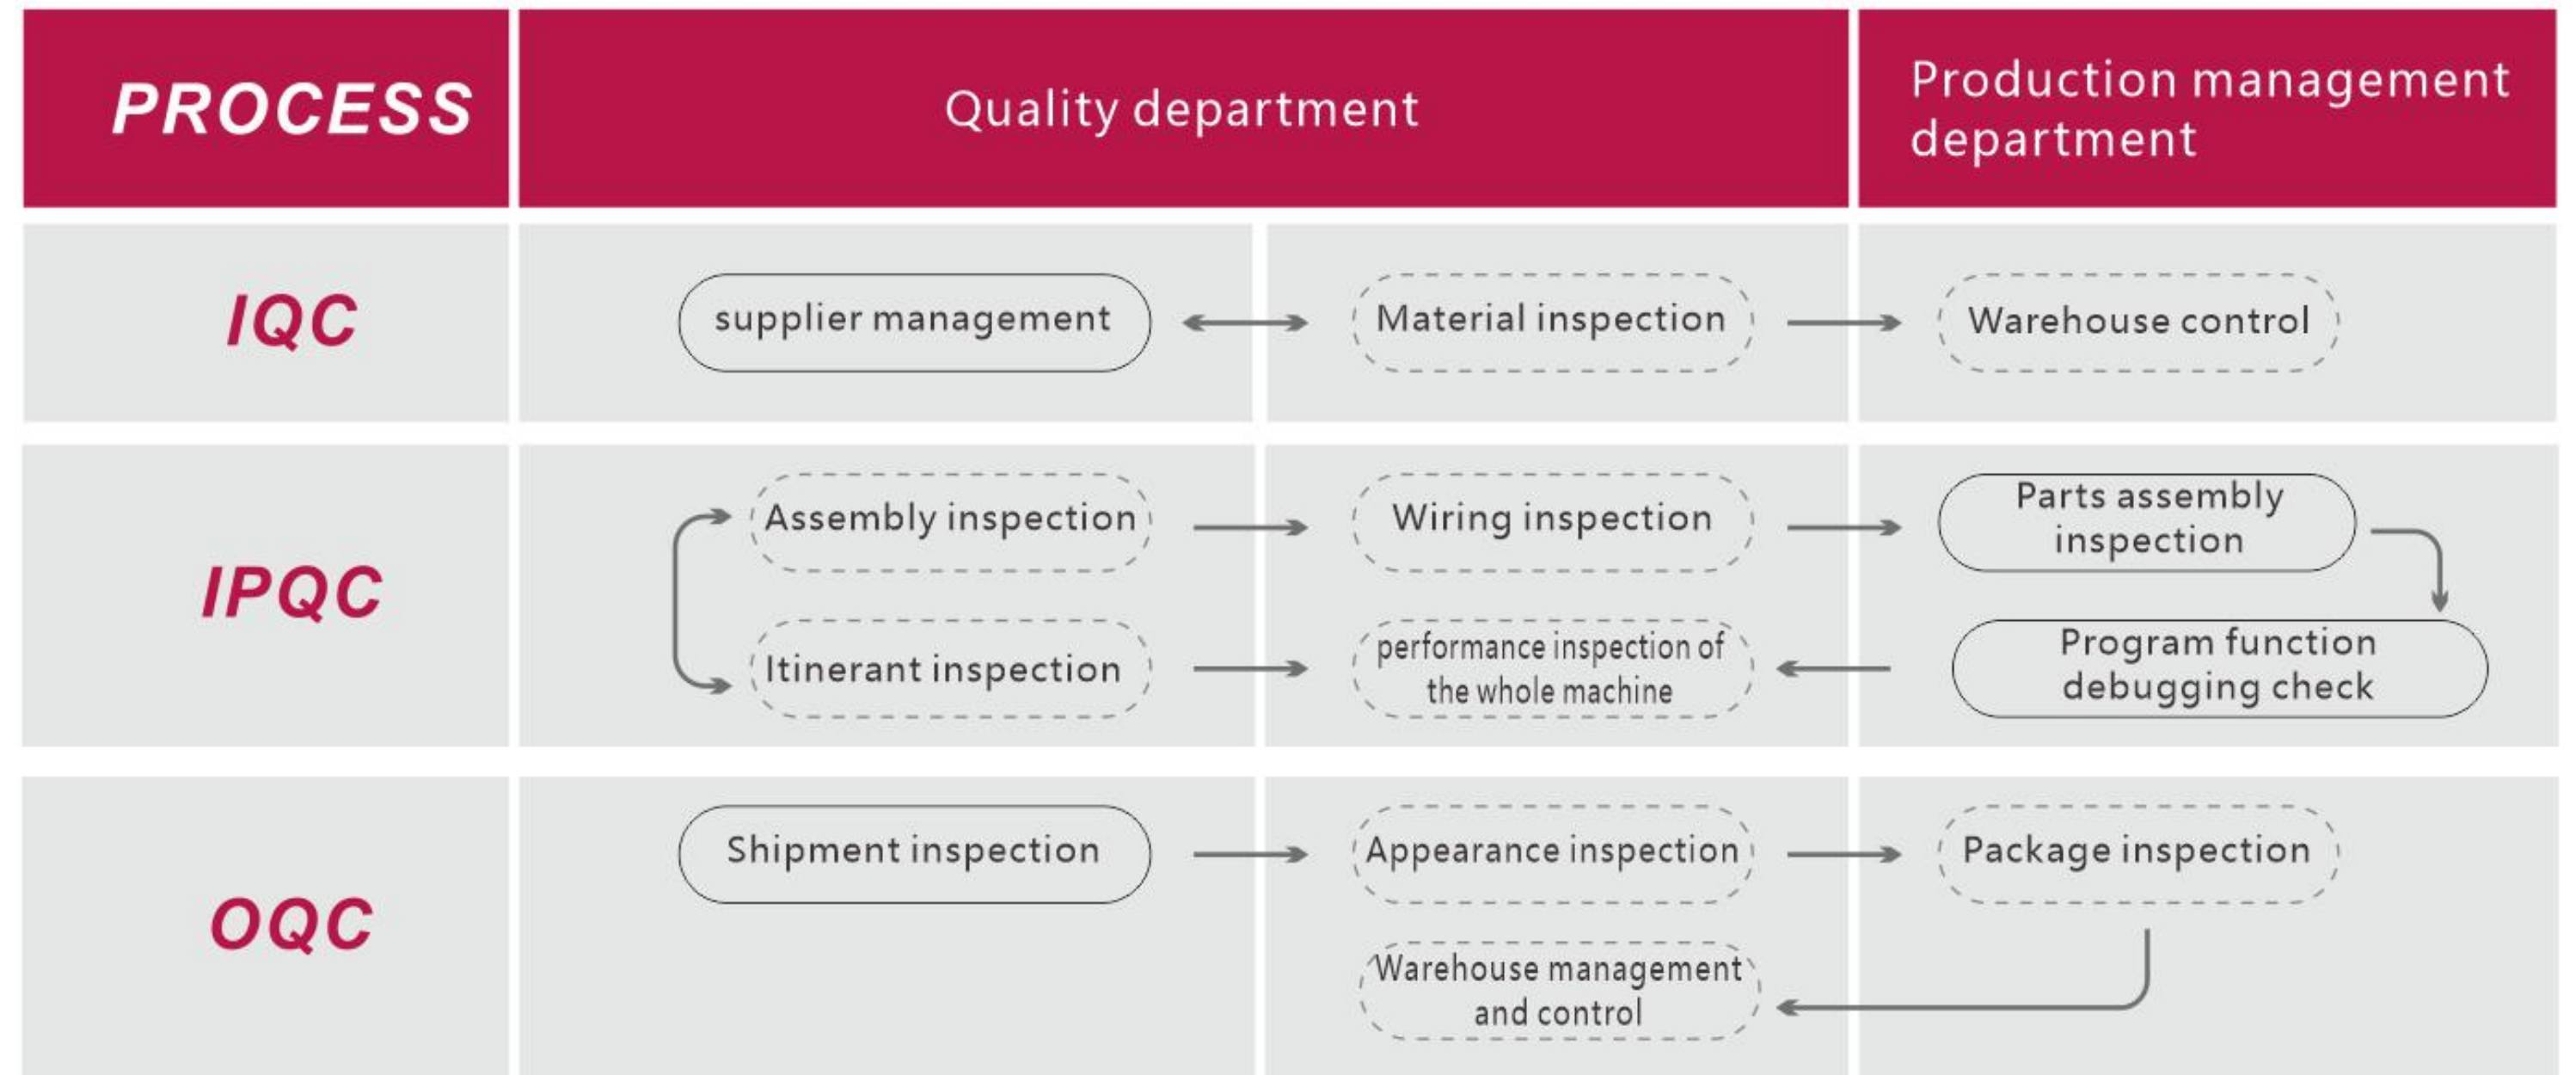 PROCESS
Quality department
Production management
department
IQC
supplier management
Material inspection
Warehouse control
IPQC
Assembly inspection
Wiring inspection
Parts assembly
inspection
Itinerant inspection
performance inspection of
the whole machine
Program function
debugging check
OQC
Shipment inspection
Appearance inspection
Package inspection
Warehouse management
and control